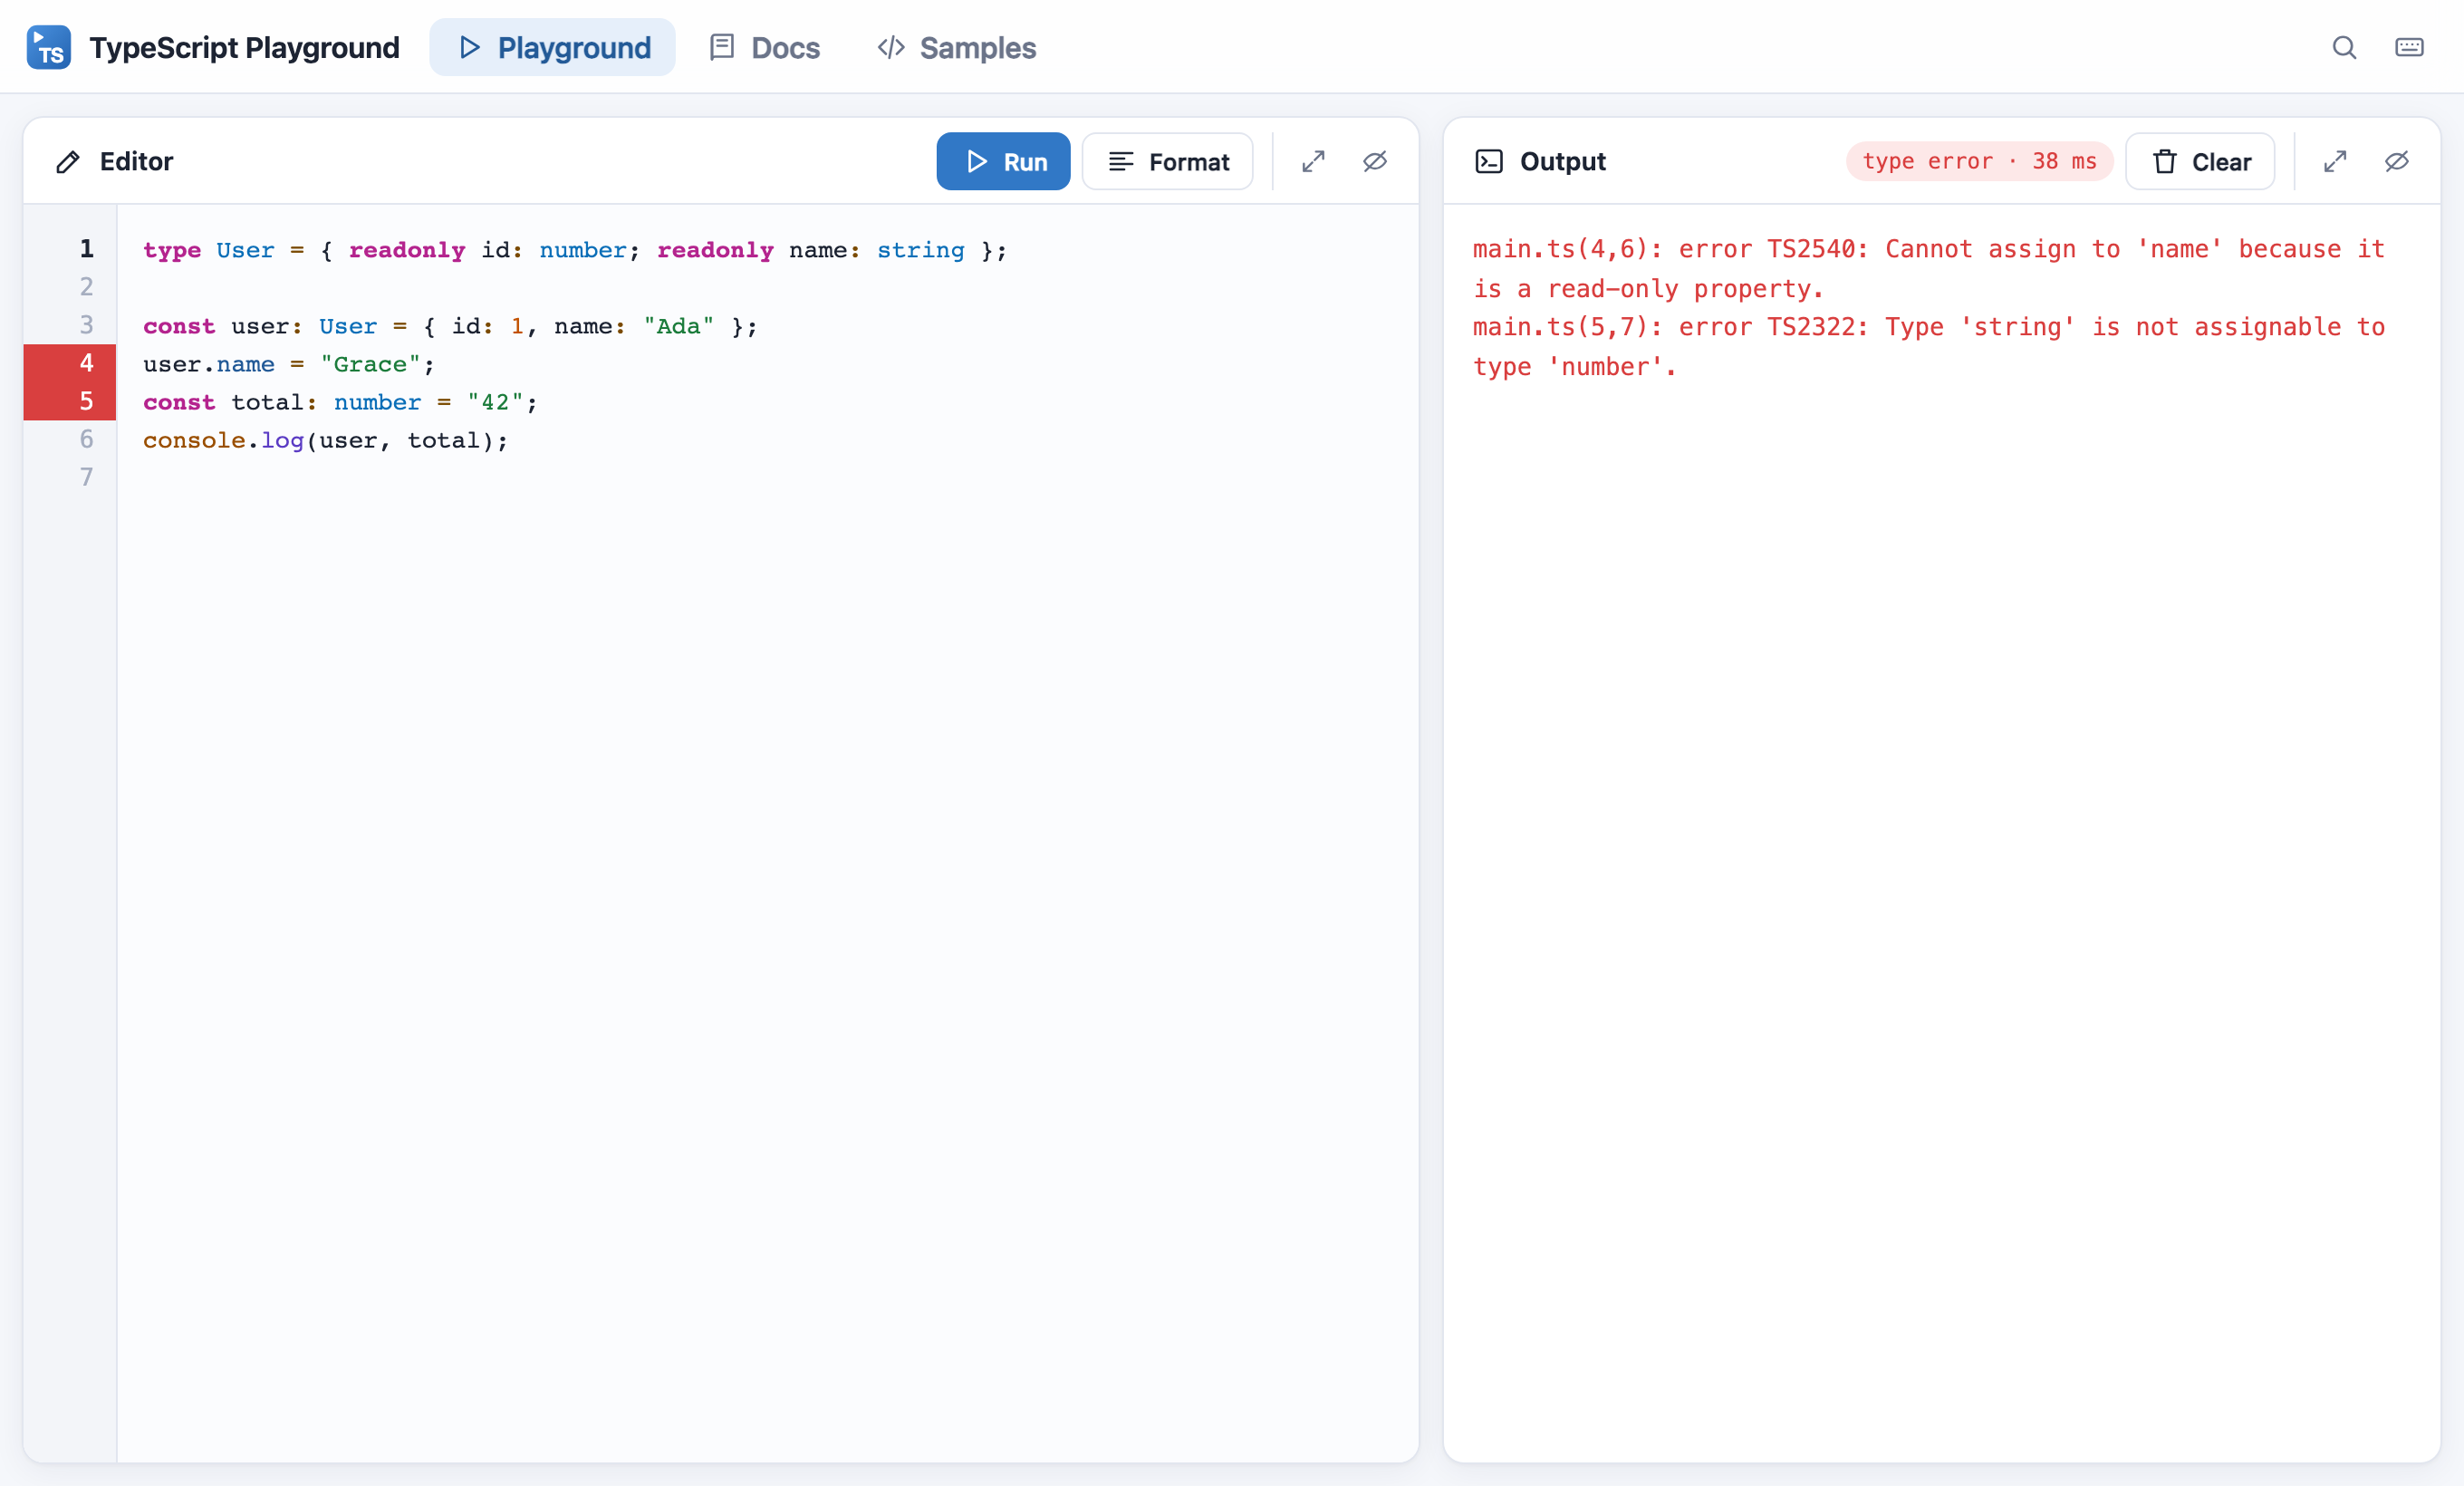 TS TypeScript Playground Playground Docs Samples
Editor Run Format
1 type User = { readonly id: number; readonly name: string };
2
3 const user: User = { id: 1, name: "Ada" };
4 user.name = "Grace";
5 const total: number = "42";
6 console.log(user, total);
7
Output type error · 38 ms Clear
main.ts(4,6): error TS2540: Cannot assign to 'name' because it
is a read-only property.
main.ts(5,7): error TS2322: Type 'string' is not assignable to
type 'number'.